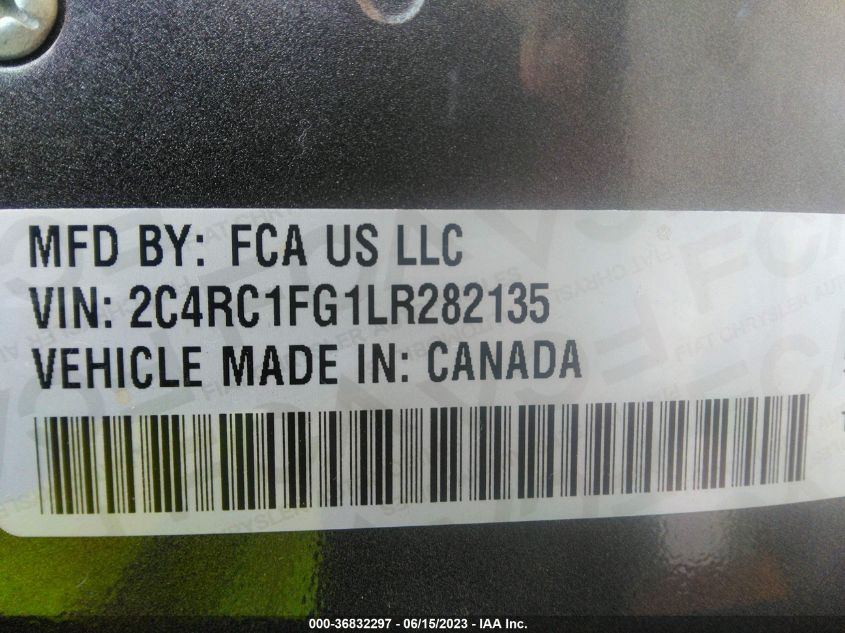 MFD BY: FCA US LLC
VIN: 2C4RC1FG1LR282135
VEHICLE MADE IN: CANADA
000-36832297 - 06/15/2023 - IAA Inc.